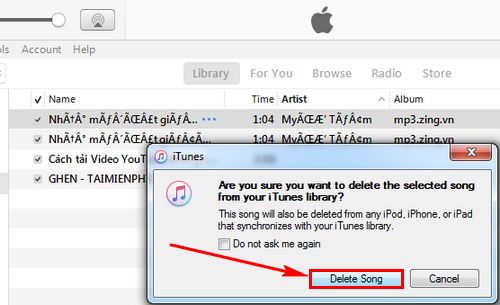 ols Account Help
Library For You Browse Radio Store
✓ Name Time Artist Album
NhÃ†Â° mÃƒÂ´ÃŒÂ£t giÃƒÂ... ••• 1:04 MyÌƒÆ' TÃƒÂ¢m mp3.zing.vn
NhÃ†Â° mÃƒÂ´ÃŒÂ£t giÃƒÂ¢Ã... 1:04 MyÌƒÆ' TÃƒÂ¢m mp3.zing.vn
Cách tải Video YouT
GHEN - TAIMIENPH
iTunes
Are you sure you want to delete the selected song
from your iTunes library?
This song will also be deleted from any iPod, iPhone, or iPad
that synchronizes with your iTunes library.
Do not ask me again
Delete Song Cancel